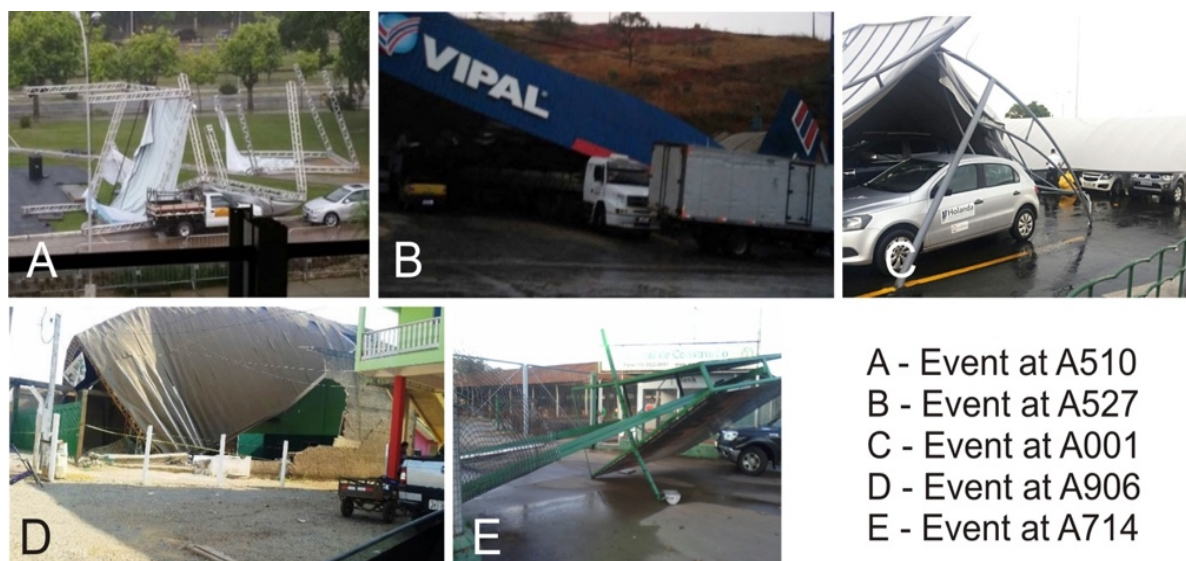 A
VIPAL
B
Holanda
C
D
E
A - Event at A510
B - Event at A527
C - Event at A001
D - Event at A906
E - Event at A714